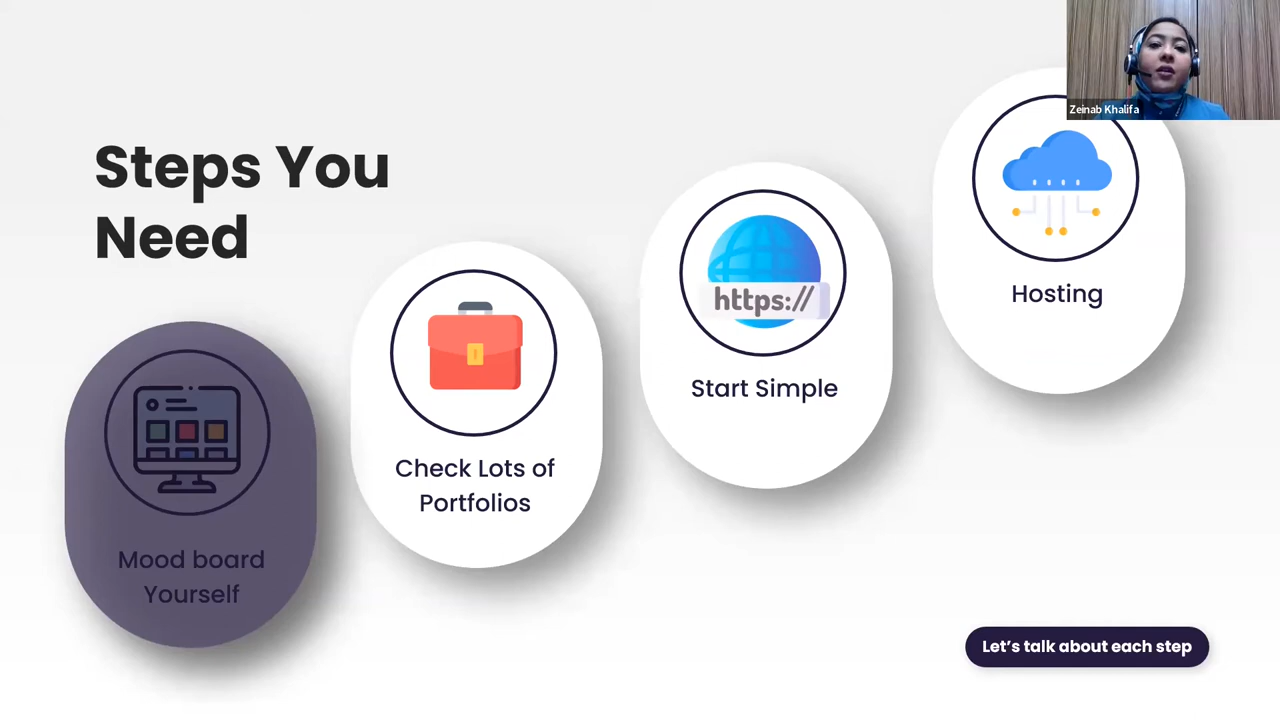 Steps You
Need
Mood board
Yourself
Check Lots of
Portfolios
https://
Start Simple
Hosting
Zeinab Khalifa
Let's talk about each step